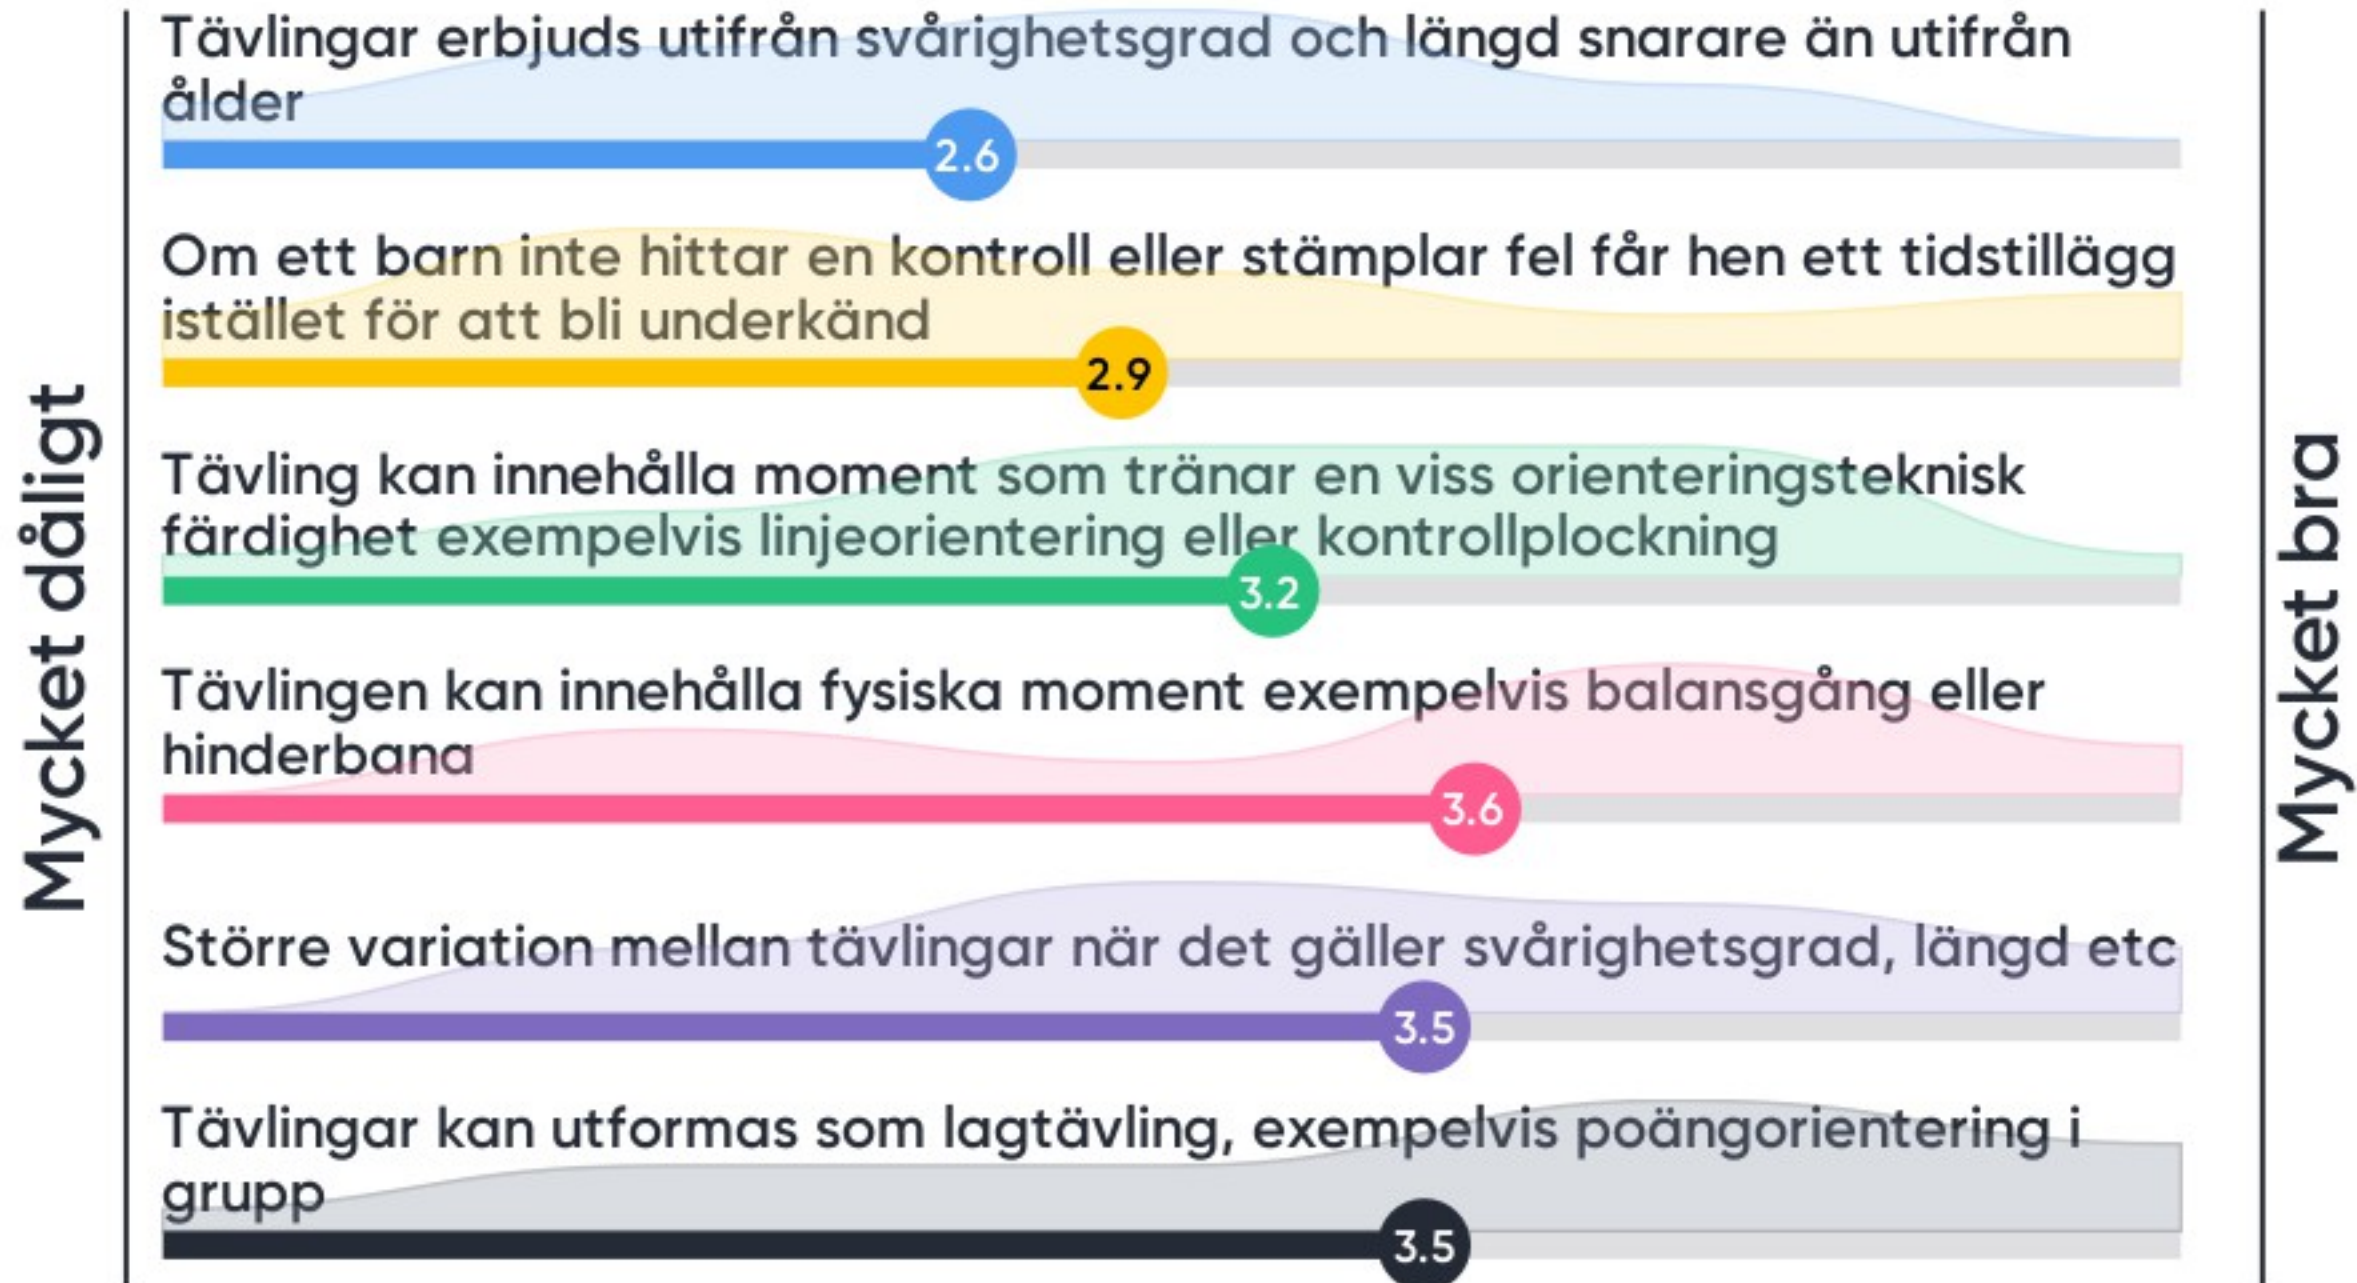 Mycket dåligt
Tävlingar erbjuds utifrån svårighetsgrad och längd snarare än utifrån
ålder
2.6
Om ett barn inte hittar en kontroll eller stämplar fel får hen ett tidstillägg
istället för att bli underkänd
2.9
Tävling kan innehålla moment som tränar en viss orienteringsteknisk
färdighet exempelvis linjeorientering eller kontrollplockning
3.2
Tävlingen kan innehålla fysiska moment exempelvis balansgång eller
hinderbana
3.6
Större variation mellan tävlingar när det gäller svårighetsgrad, längd etc
3.5
Tävlingar kan utformas som lagtävling, exempelvis poängorientering i
grupp
3.5
Mycket bra